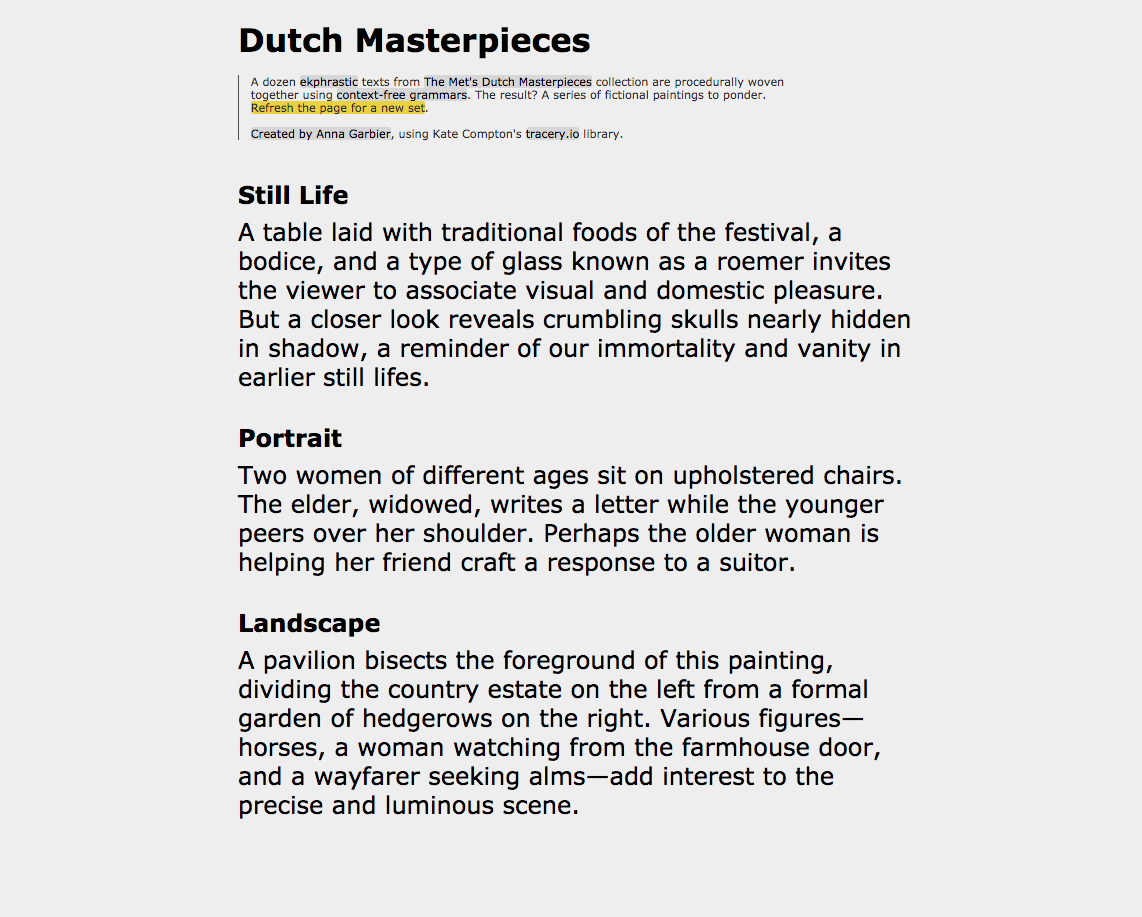 Dutch Masterpieces
A dozen ekphrastic texts from The Met's Dutch Masterpieces collection are procedurally woven
together using context-free grammars. The result? A series of fictional paintings to ponder.
Refresh the page for a new set.
Created by Anna Garbier, using Kate Compton's tracery.io library.
Still Life
A table laid with traditional foods of the festival, a
bodice, and a type of glass known as a roemer invites
the viewer to associate visual and domestic pleasure.
But a closer look reveals crumbling skulls nearly hidden
in shadow, a reminder of our immortality and vanity in
earlier still lifes.
Portrait
Two women of different ages sit on upholstered chairs.
The elder, widowed, writes a letter while the younger
peers over her shoulder. Perhaps the older woman is
helping her friend craft a response to a suitor.
Landscape
A pavilion bisects the foreground of this painting,
dividing the country estate on the left from a formal
garden of hedgerows on the right. Various figures—
horses, a woman watching from the farmhouse door,
and a wayfarer seeking alms—add interest to the
precise and luminous scene.